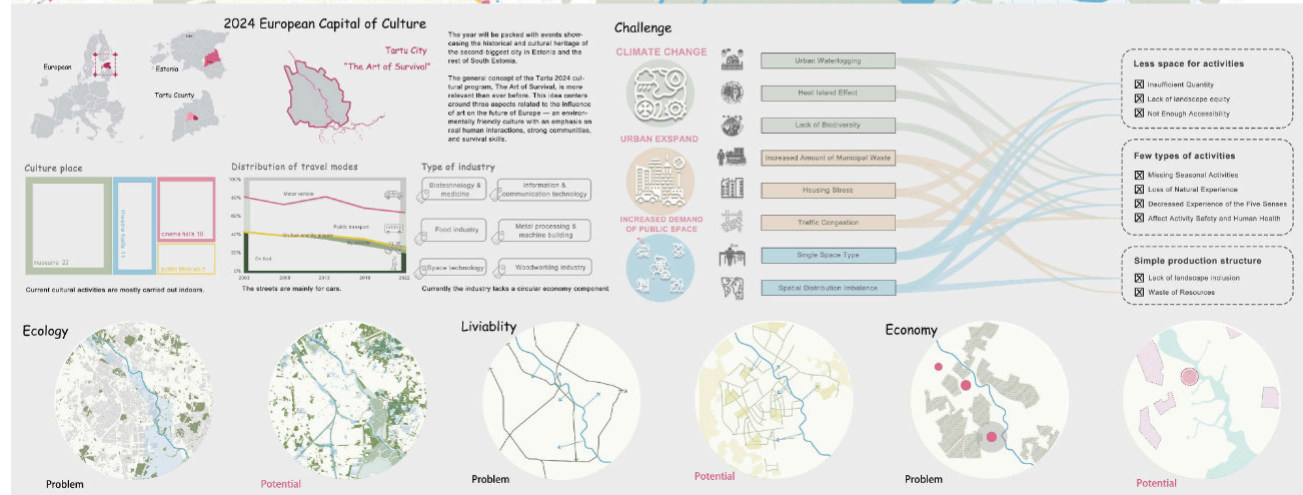 2024 European Capital of Culture
European
Estonia
Tartu County
Tartu City
"The Art of Survival"
The year will be packed with events show-
casing the historical and cultural heritage of
the second-biggest city in Estonia and the
rest of South Estonia.
The general concept of the Tartu 2024 cul-
tural program, The Art of Survival, is more
relevant than ever before. This idea centers
around three aspects related to the influence
of art on the future of Europe — an environ-
mentally friendly culture with an emphasis on
real human interactions, strong communities,
and survival skills.
Culture place
museums 22
cinema halls 10
Current cultural activities are mostly carried out indoors.
Distribution of travel modes
100%
80%
60%
40%
20%
0%
Motor vehicle
Public transport
On foot
2003
The streets are mainly for cars.
Type of industry
Biotechnology &
medicine
Information &
communication technology
Food industry
Metal processing &
machine building
Space technology
Woodworking industry
Currently the industry lacks a circular economy component
Challenge
CLIMATE CHANGE
URBAN EXSPAND
INCREASED DEMAND
OF PUBLIC SPACE
Urban Waterlogging
Heat Island Effect
Lack of Biodiversity
Increased Amount of Municipal Waste
Housing Stress
Traffic Congestion
Single Space Type
Spatial Distribution Imbalance
Less space for activities
Insufficient Quantity
Lack of landscape equity
Not Enough Accessibility
Few types of activities
Missing Seasonal Activities
Loss of Natural Experience
Decreased Experience of the Five Senses
Affect Activity Safety and Human Health
Simple production structure
Lack of landscape inclusion
Waste of Resources
Ecology
Problem
Potential
Liviablity
Problem
Potential
Economy
Problem
Potential